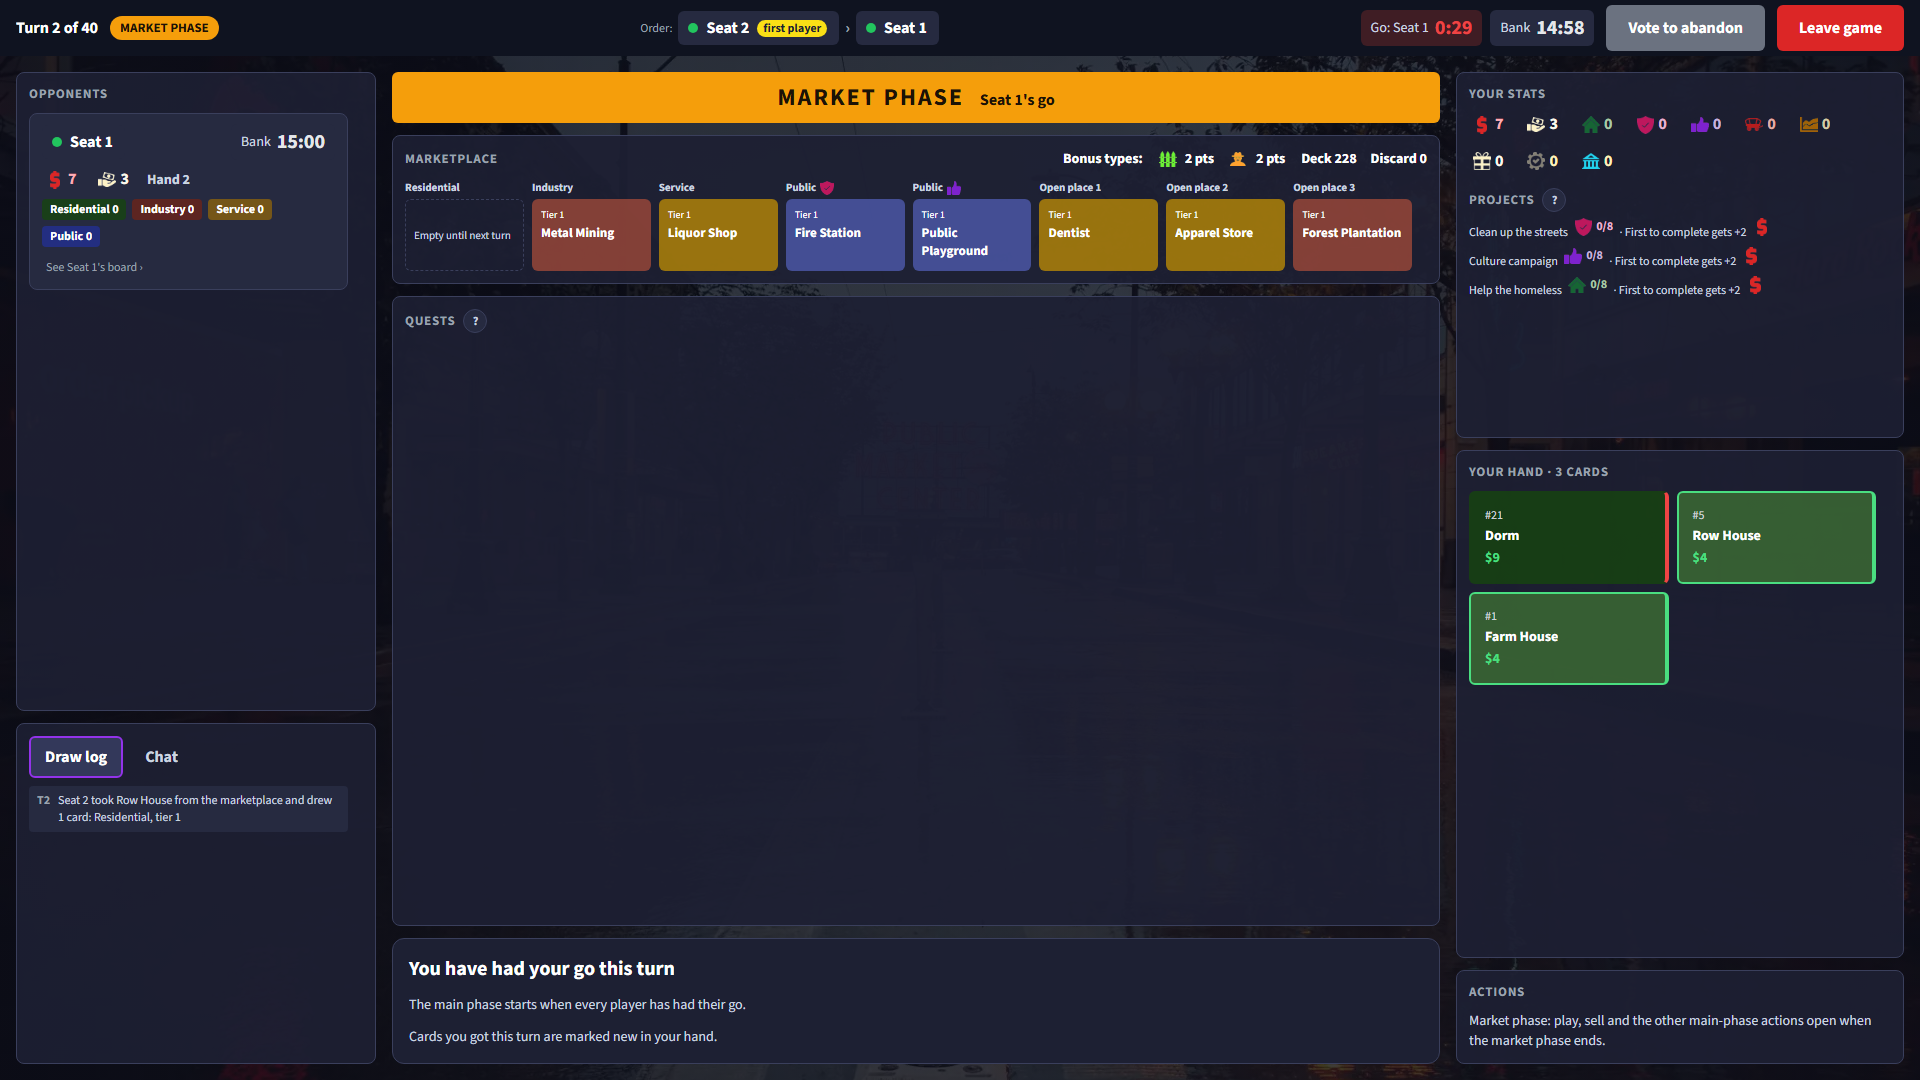 Turn 2 of 40 MARKET PHASE
Order: Seat 2 first player › Seat 1
Go: Seat 1 0:29 Bank 14:58 Vote to abandon Leave game
OPPONENTS
Seat 1 Bank 15:00
7 3 Hand 2
Residential 0 Industry 0 Service 0
Public 0
See Seat 1's board ›
Draw log Chat
T2 Seat 2 took Row House from the marketplace and drew
1 card: Residential, tier 1
MARKET PHASE Seat 1's go
MARKETPLACE Bonus types: 2 pts 2 pts Deck 228 Discard 0
Residential Industry Service Public Public Open place 1 Open place 2 Open place 3
Empty until next turn
Tier 1
Metal Mining
Tier 1
Liquor Shop
Tier 1
Fire Station
Tier 1
Public
Playground
Tier 1
Dentist
Tier 1
Apparel Store
Tier 1
Forest Plantation
QUESTS ?
You have had your go this turn
The main phase starts when every player has had their go.
Cards you got this turn are marked new in your hand.
YOUR STATS
7 3 0 0 0 0 0
0 0 0
PROJECTS ?
Clean up the streets 0/8 · First to complete gets +2
Culture campaign 0/8 · First to complete gets +2
Help the homeless 0/8 · First to complete gets +2
YOUR HAND · 3 CARDS
#21
Dorm
$9
#5
Row House
$4
#1
Farm House
$4
ACTIONS
Market phase: play, sell and the other main-phase actions open when
the market phase ends.